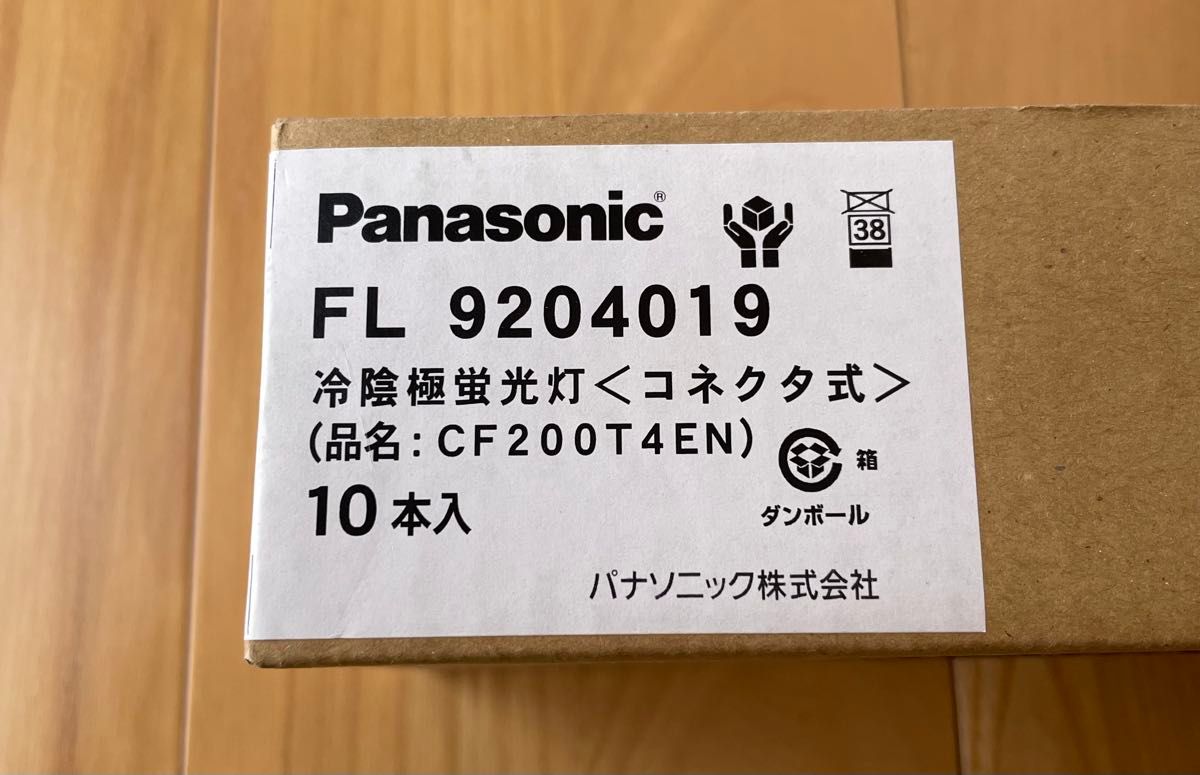 Panasonic®
38
FL 9204019
冷陰極蛍光灯＜コネクタ式＞
(品名:CF200T4EN)
箱
10本入
ダンボール
パナソニック株式会社